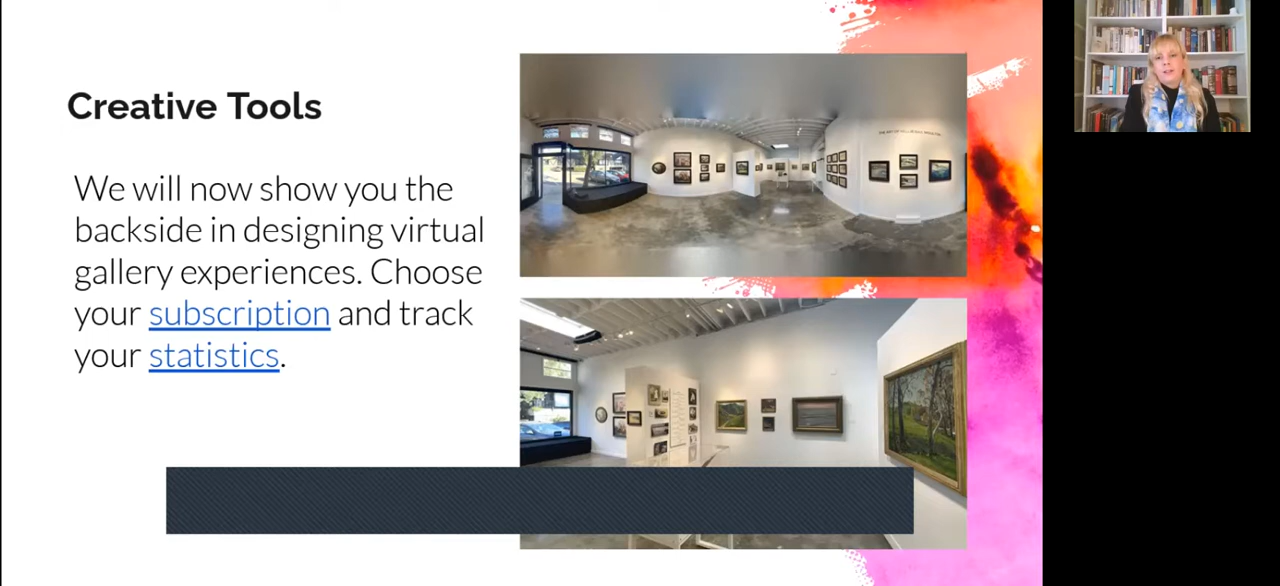 Creative Tools
We will now show you the
backside in designing virtual
gallery experiences. Choose
your subscription and track
your statistics.